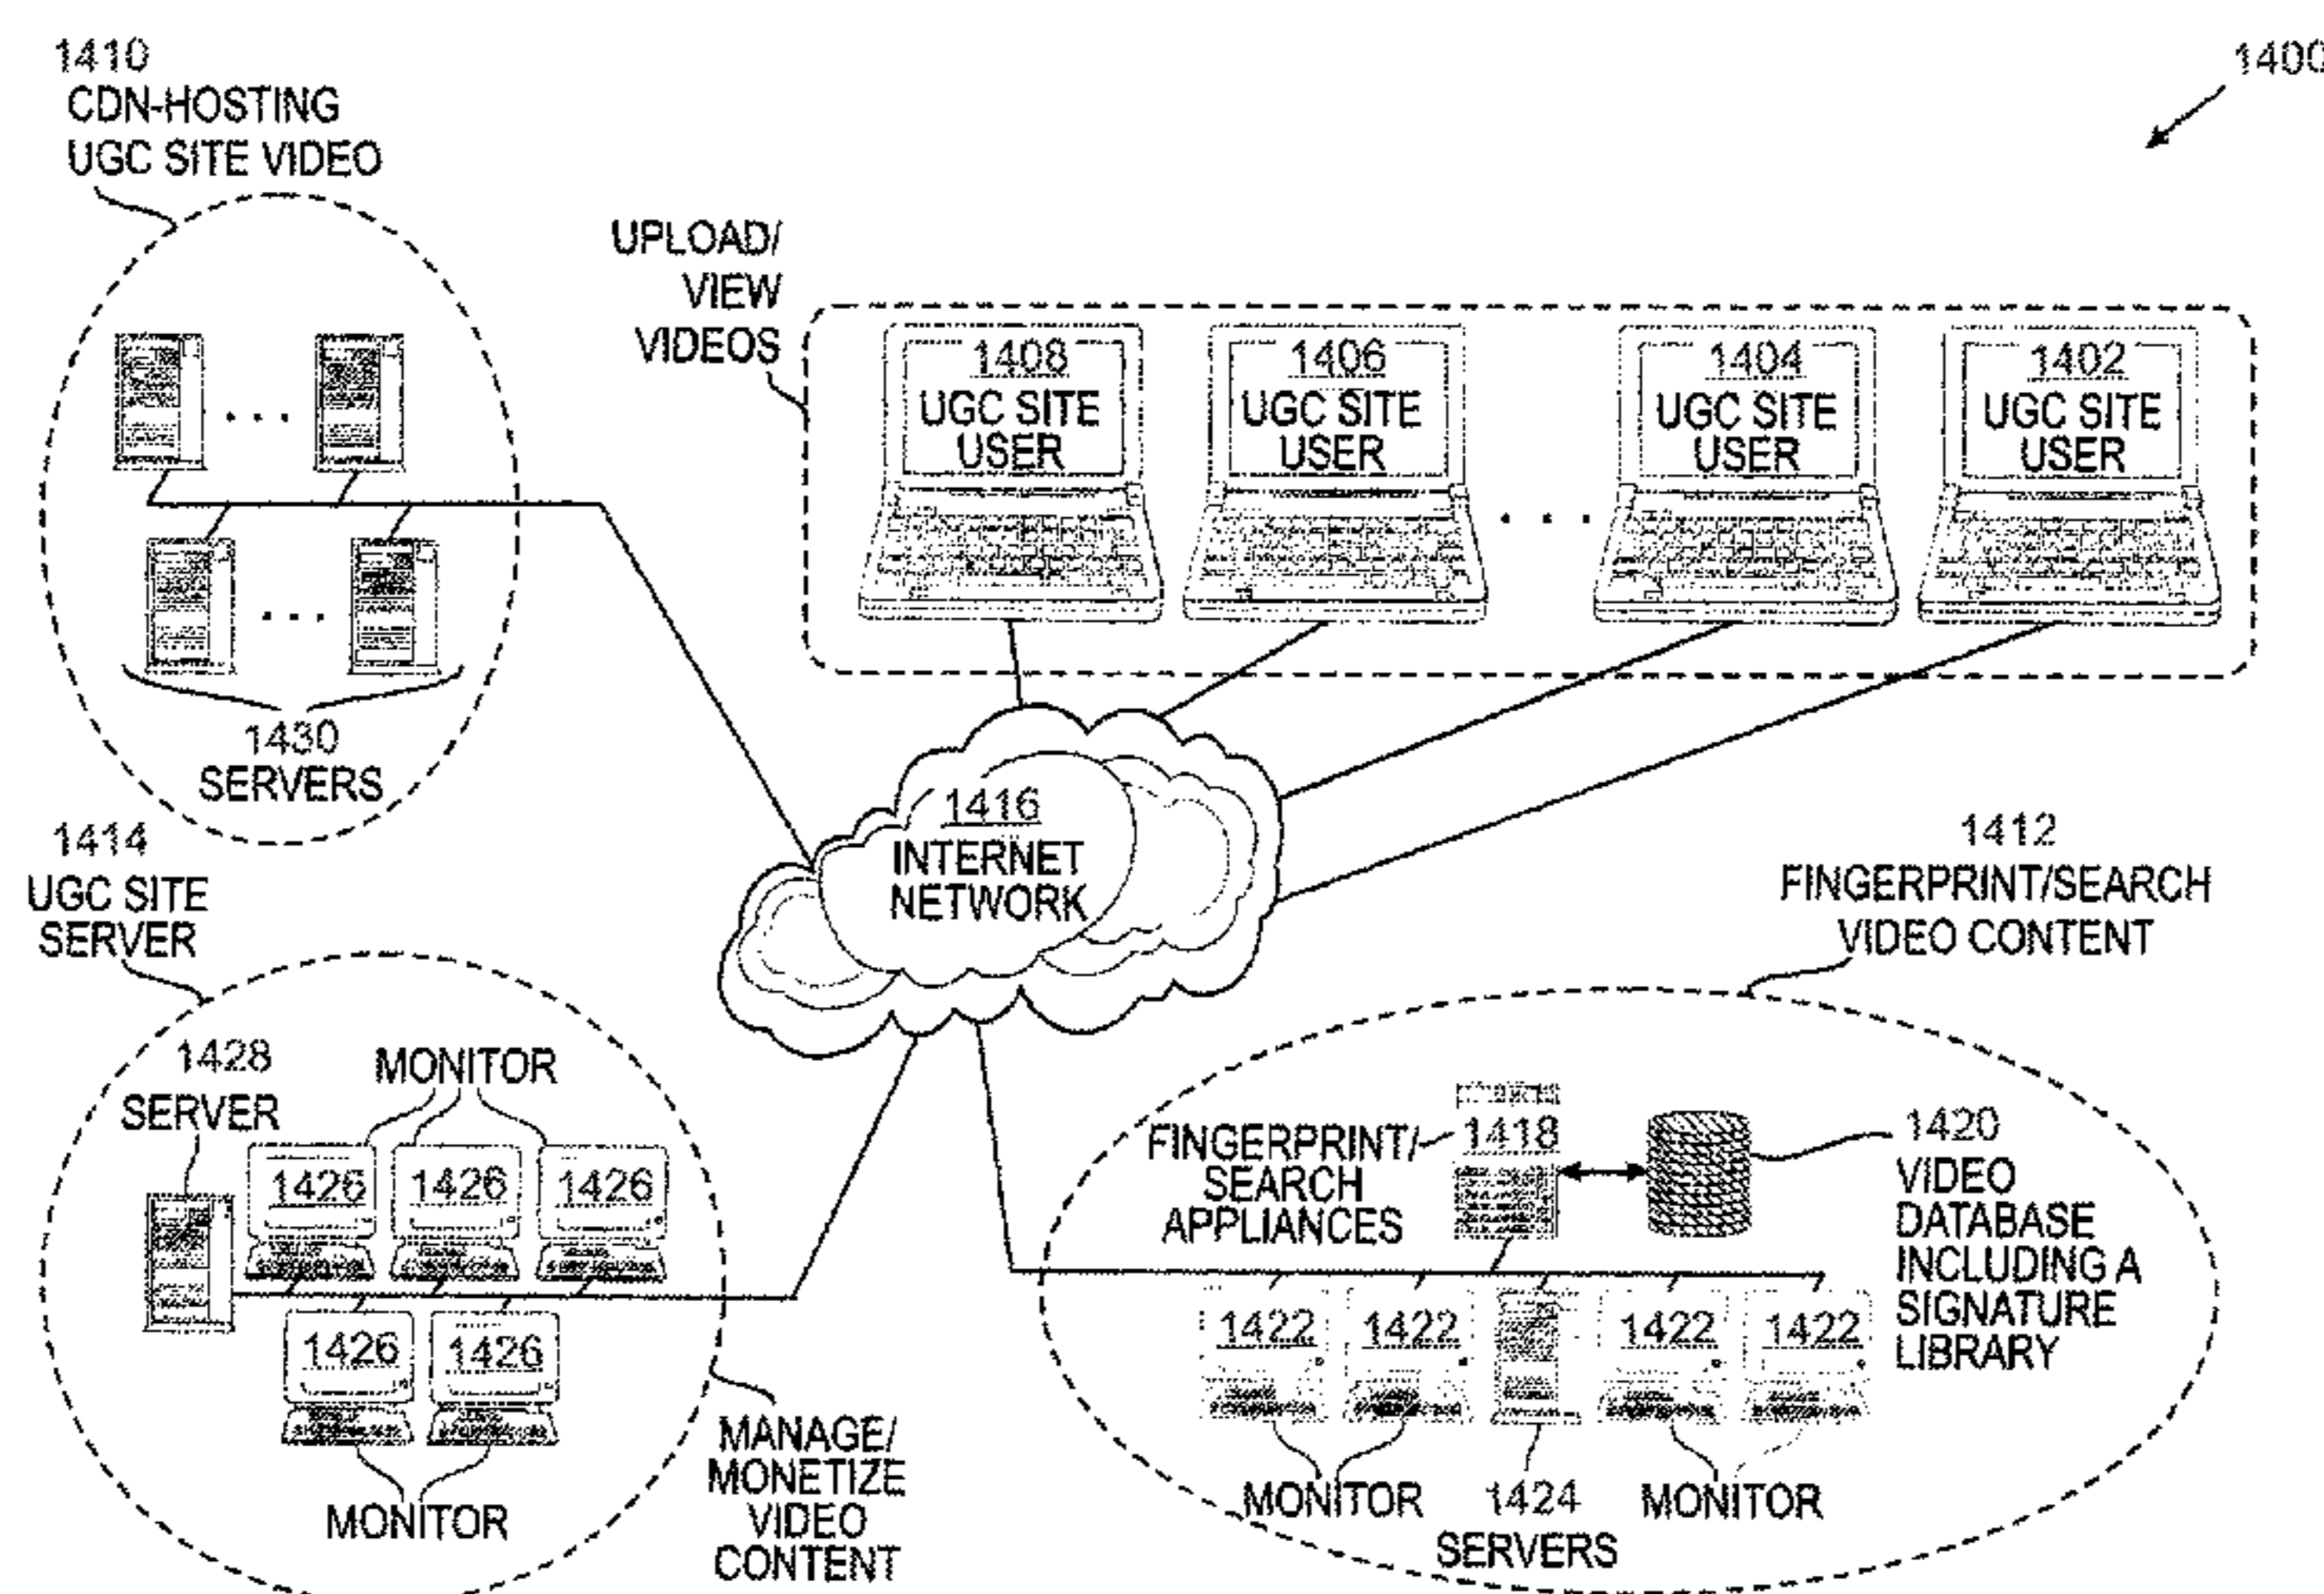 1400
1410
CDN-HOSTING
UGC SITE VIDEO
UPLOAD/
VIEW
VIDEOS
1408
UGC SITE
USER
1406
UGC SITE
USER
. . .
1404
UGC SITE
USER
1402
UGC SITE
USER
. . .
. . .
1430
SERVERS
1416
INTERNET
NETWORK
1414
UGC SITE
SERVER
1412
FINGERPRINT/SEARCH
VIDEO CONTENT
1428
SERVER
MONITOR
1426 1426 1426
1426 1426
MONITOR
MANAGE/
MONETIZE
VIDEO
CONTENT
FINGERPRINT/
SEARCH
APPLIANCES
1418
1420
VIDEO
DATABASE
INCLUDING A
SIGNATURE
LIBRARY
1422 1422 1422 1422
MONITOR
1424
SERVERS
MONITOR